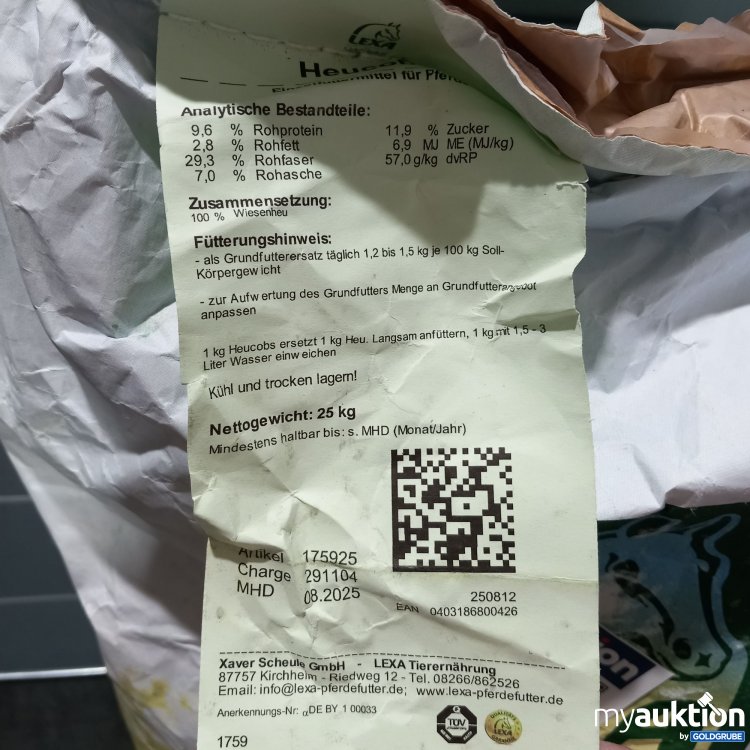 LEXA
Analytische Bestandteile:
9,6 % Rohprotein 11,9 % Zucker
2,8 % Rohfett 6,9 MJ ME (MJ/kg)
29,3 % Rohfaser 57,0 g/kg dvRP
7,0 % Rohasche
Zusammensetzung:
100 % Wiesenheu
Fütterungshinweis:
- als Grundfutterersatz täglich 1,2 bis 1,5 kg je 100 kg Soll-
Körpergewicht
- zur Aufwertung des Grundfutters Menge an Grundfutterangebot
anpassen
1 kg Heucobs ersetzt 1 kg Heu. Langsam anfüttern, 1 kg mit 1,5 - 3
Liter Wasser einweichen
Kühl und trocken lagern!
Nettogewicht: 25 kg
Mindestens haltbar bis: s. MHD (Monat/Jahr)
Artikel 175925
Charge 291104
MHD 08.2025
250812
EAN 0403186800426
Xaver Scheule GmbH - LEXA Tierernährung
87757 Kirchheim - Riedweg 12 - Tel. 08266/862526
Email: info@lexa-pferdefutter.de; www.lexa-pferdefutter.de
Anerkennungs-Nr: αDE BY 1 00033
TÜV
1759
myauktion
by GOLDGRUBE